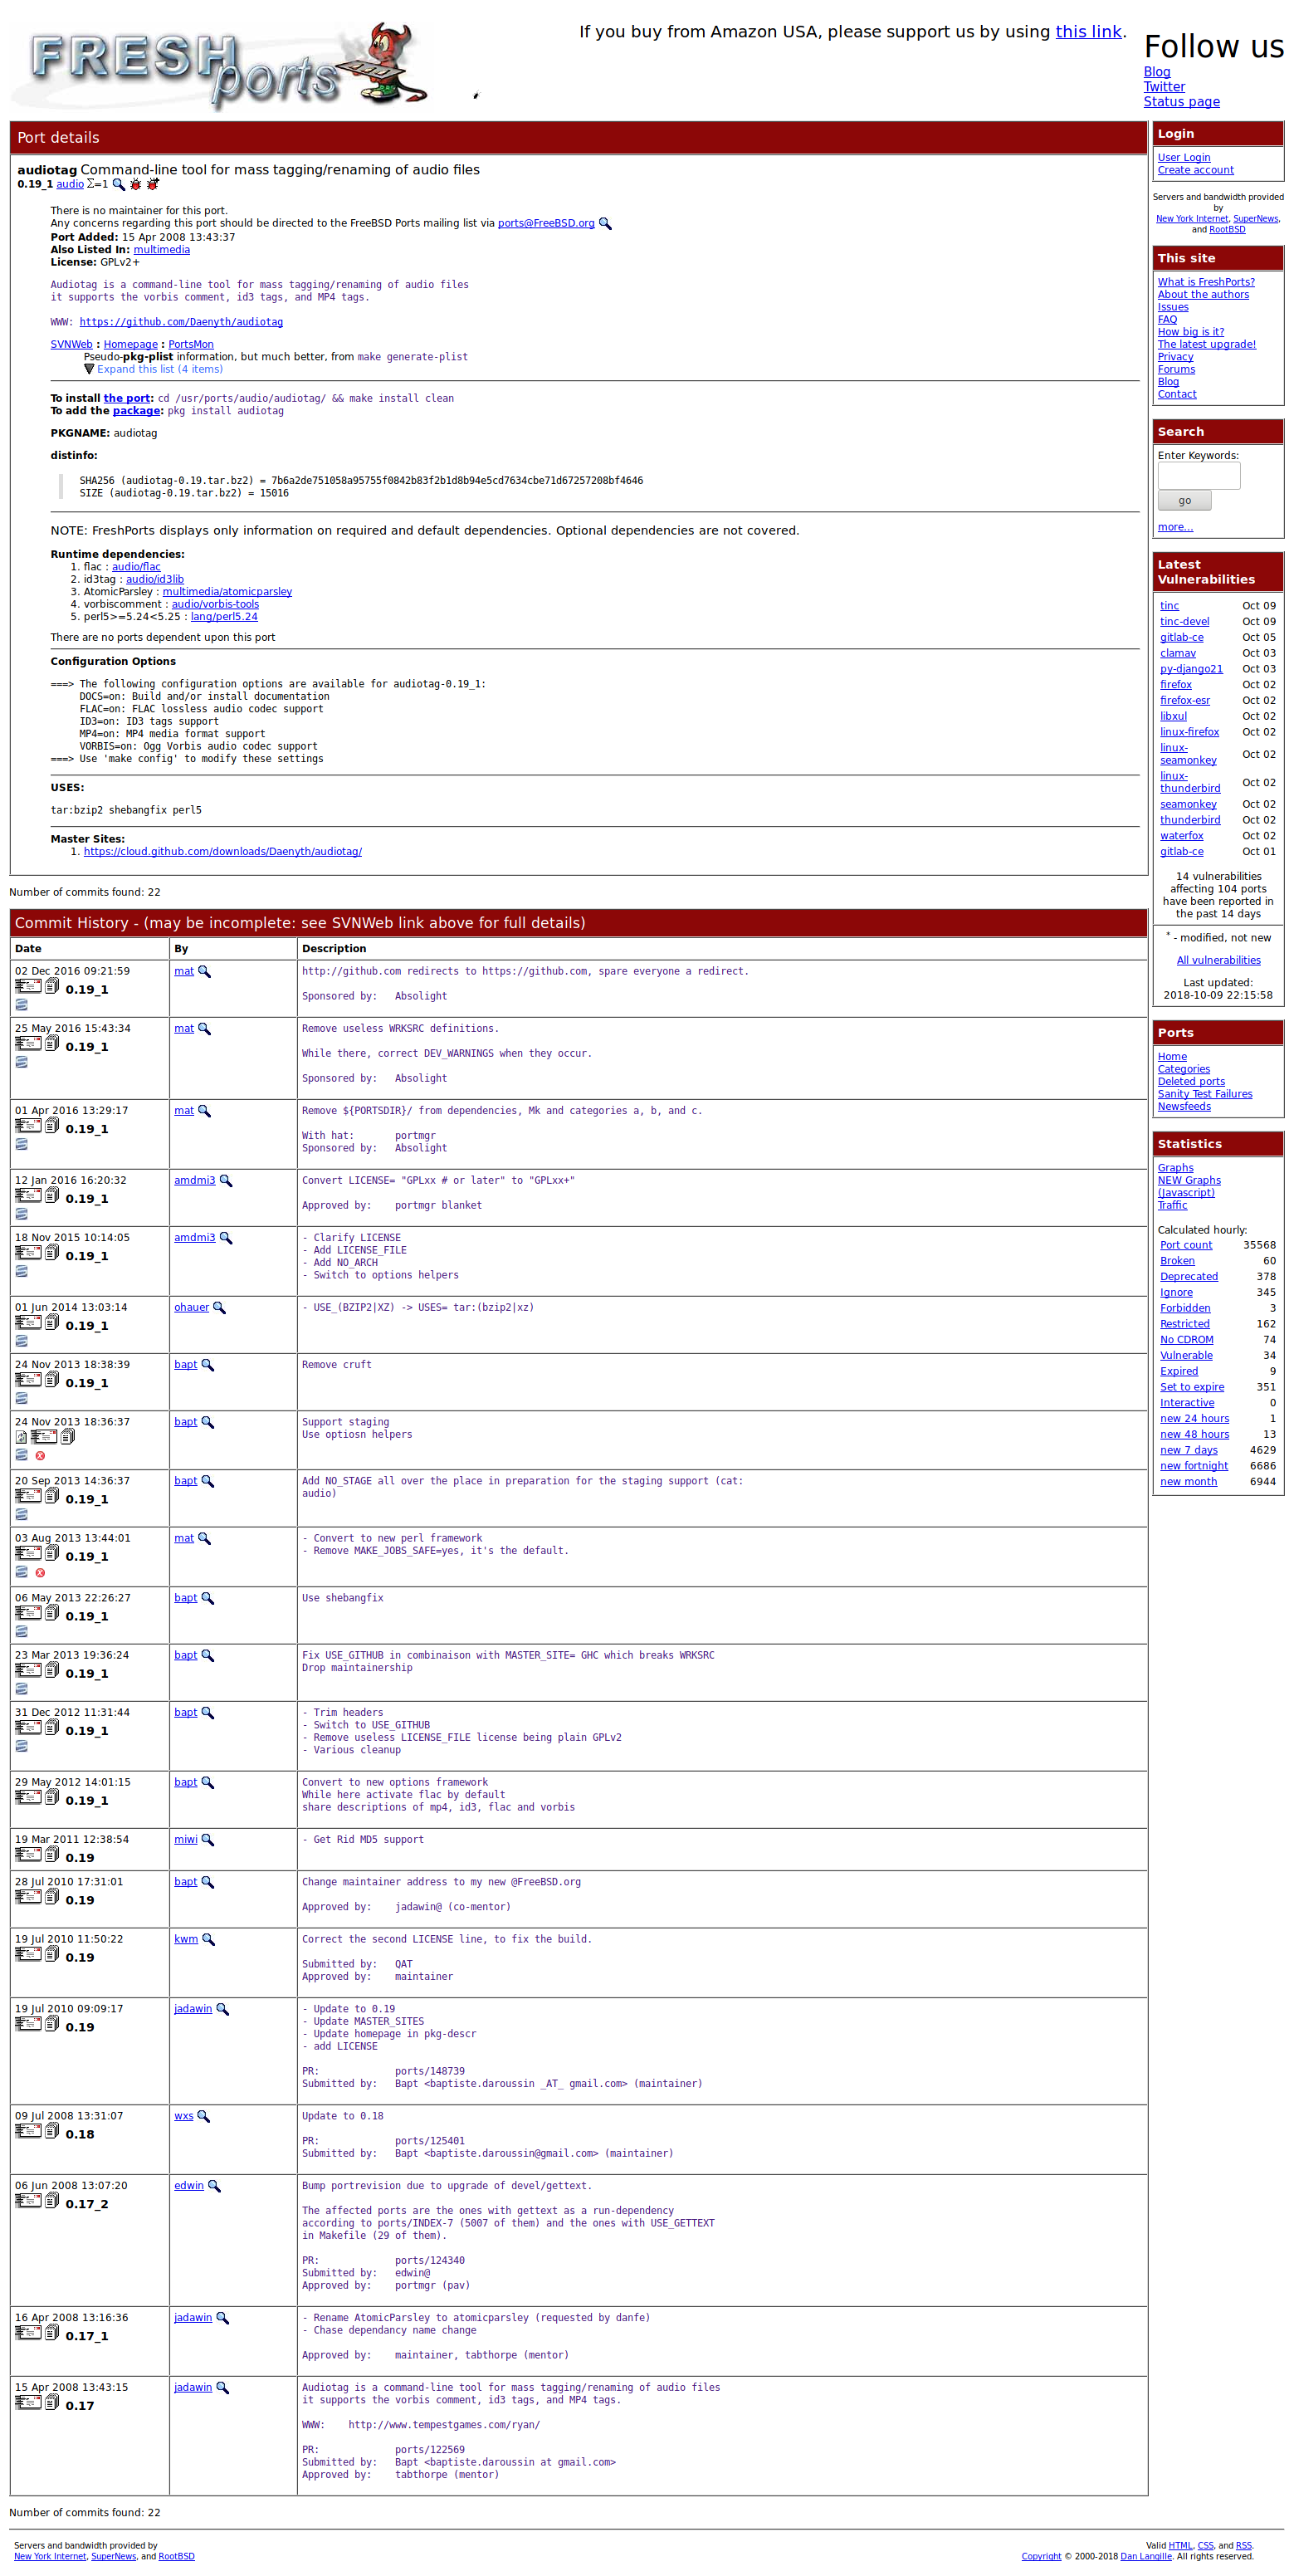 FRESH ports
If you buy from Amazon USA, please support us by using this link.
Follow us
Blog
Twitter
Status page
Port details
audiotag Command-line tool for mass tagging/renaming of audio files
0.19_1 audio Σ=1
There is no maintainer for this port.
Any concerns regarding this port should be directed to the FreeBSD Ports mailing list via ports@FreeBSD.org
Port Added: 15 Apr 2008 13:43:37
Also Listed In: multimedia
License: GPLv2+
Audiotag is a command-line tool for mass tagging/renaming of audio files
it supports the vorbis comment, id3 tags, and MP4 tags.
WWW: https://github.com/Daenyth/audiotag
SVNWeb : Homepage : PortsMon
Pseudo-pkg-plist information, but much better, from make generate-plist
Expand this list (4 items)
To install the port: cd /usr/ports/audio/audiotag/ && make install clean
To add the package: pkg install audiotag
PKGNAME: audiotag
distinfo:
SHA256 (audiotag-0.19.tar.bz2) = 7b6a2de751058a95755f0842b83f2b1d8b94e5cd7634cbe71d67257208bf4646
SIZE (audiotag-0.19.tar.bz2) = 15016
NOTE: FreshPorts displays only information on required and default dependencies. Optional dependencies are not covered.
Runtime dependencies:
1. flac : audio/flac
2. id3tag : audio/id3lib
3. AtomicParsley : multimedia/atomicparsley
4. vorbiscomment : audio/vorbis-tools
5. perl5>=5.24<5.25 : lang/perl5.24
There are no ports dependent upon this port
Configuration Options
===> The following configuration options are available for audiotag-0.19_1:
DOCS=on: Build and/or install documentation
FLAC=on: FLAC lossless audio codec support
ID3=on: ID3 tags support
MP4=on: MP4 media format support
VORBIS=on: Ogg Vorbis audio codec support
===> Use 'make config' to modify these settings
USES:
tar:bzip2 shebangfix perl5
Master Sites:
1. https://cloud.github.com/downloads/Daenyth/audiotag/
Number of commits found: 22
Commit History - (may be incomplete: see SVNWeb link above for full details)
Date By Description
02 Dec 2016 09:21:59
0.19_1
mat
http://github.com redirects to https://github.com, spare everyone a redirect.
Sponsored by: Absolight
25 May 2016 15:43:34
0.19_1
mat
Remove useless WRKSRC definitions.
While there, correct DEV_WARNINGS when they occur.
Sponsored by: Absolight
01 Apr 2016 13:29:17
0.19_1
mat
Remove ${PORTSDIR}/ from dependencies, Mk and categories a, b, and c.
With hat: portmgr
Sponsored by: Absolight
12 Jan 2016 16:20:32
0.19_1
amdmi3
Convert LICENSE= "GPLxx # or later" to "GPLxx+"
Approved by: portmgr blanket
18 Nov 2015 10:14:05
0.19_1
amdmi3
- Clarify LICENSE
- Add LICENSE_FILE
- Add NO_ARCH
- Switch to options helpers
01 Jun 2014 13:03:14
0.19_1
ohauer
- USE_(BZIP2|XZ) -> USES= tar:(bzip2|xz)
24 Nov 2013 18:38:39
0.19_1
bapt
Remove cruft
24 Nov 2013 18:36:37
bapt
Support staging
Use optiosn helpers
20 Sep 2013 14:36:37
0.19_1
bapt
Add NO_STAGE all over the place in preparation for the staging support (cat:
audio)
03 Aug 2013 13:44:01
0.19_1
mat
- Convert to new perl framework
- Remove MAKE_JOBS_SAFE=yes, it's the default.
06 May 2013 22:26:27
0.19_1
bapt
Use shebangfix
23 Mar 2013 19:36:24
0.19_1
bapt
Fix USE_GITHUB in combinaison with MASTER_SITE= GHC which breaks WRKSRC
Drop maintainership
31 Dec 2012 11:31:44
0.19_1
bapt
- Trim headers
- Switch to USE_GITHUB
- Remove useless LICENSE_FILE license being plain GPLv2
- Various cleanup
29 May 2012 14:01:15
0.19_1
bapt
Convert to new options framework
While here activate flac by default
share descriptions of mp4, id3, flac and vorbis
19 Mar 2011 12:38:54
0.19
miwi
- Get Rid MD5 support
28 Jul 2010 17:31:01
0.19
bapt
Change maintainer address to my new @FreeBSD.org
Approved by: jadawin@ (co-mentor)
19 Jul 2010 11:50:22
0.19
kwm
Correct the second LICENSE line, to fix the build.
Submitted by: QAT
Approved by: maintainer
19 Jul 2010 09:09:17
0.19
jadawin
- Update to 0.19
- Update MASTER_SITES
- Update homepage in pkg-descr
- add LICENSE
PR: ports/148739
Submitted by: Bapt <baptiste.daroussin _AT_ gmail.com> (maintainer)
09 Jul 2008 13:31:07
0.18
wxs
Update to 0.18
PR: ports/125401
Submitted by: Bapt <baptiste.daroussin@gmail.com> (maintainer)
06 Jun 2008 13:07:20
0.17_2
edwin
Bump portrevision due to upgrade of devel/gettext.
The affected ports are the ones with gettext as a run-dependency
according to ports/INDEX-7 (5007 of them) and the ones with USE_GETTEXT
in Makefile (29 of them).
PR: ports/124340
Submitted by: edwin@
Approved by: portmgr (pav)
16 Apr 2008 13:16:36
0.17_1
jadawin
- Rename AtomicParsley to atomicparsley (requested by danfe)
- Chase dependancy name change
Approved by: maintainer, tabthorpe (mentor)
15 Apr 2008 13:43:15
0.17
jadawin
Audiotag is a command-line tool for mass tagging/renaming of audio files
it supports the vorbis comment, id3 tags, and MP4 tags.
WWW: http://www.tempestgames.com/ryan/
PR: ports/122569
Submitted by: Bapt <baptiste.daroussin at gmail.com>
Approved by: tabthorpe (mentor)
Number of commits found: 22
Login
User Login
Create account
Servers and bandwidth provided
by
New York Internet, SuperNews,
and RootBSD
This site
What is FreshPorts?
About the authors
Issues
FAQ
How big is it?
The latest upgrade!
Privacy
Forums
Blog
Contact
Search
Enter Keywords:
go
more...
Latest
Vulnerabilities
tinc Oct 09
tinc-devel Oct 09
gitlab-ce Oct 05
clamav Oct 03
py-django21 Oct 03
firefox Oct 02
firefox-esr Oct 02
libxul Oct 02
linux-firefox Oct 02
linux-
seamonkey Oct 02
linux-
thunderbird Oct 02
seamonkey Oct 02
thunderbird Oct 02
waterfox Oct 02
gitlab-ce Oct 01
14 vulnerabilities
affecting 104 ports
have been reported in
the past 14 days
* - modified, not new
All vulnerabilities
Last updated:
2018-10-09 22:15:58
Ports
Home
Categories
Deleted ports
Sanity Test Failures
Newsfeeds
Statistics
Graphs
NEW Graphs
(Javascript)
Traffic
Calculated hourly:
Port count 35568
Broken 60
Deprecated 378
Ignore 345
Forbidden 3
Restricted 162
No CDROM 74
Vulnerable 34
Expired 9
Set to expire 351
Interactive 0
new 24 hours 1
new 48 hours 13
new 7 days 4629
new fortnight 6686
new month 6944
Servers and bandwidth provided by
New York Internet, SuperNews, and RootBSD
Valid HTML, CSS, and RSS.
Copyright © 2000-2018 Dan Langille. All rights reserved.